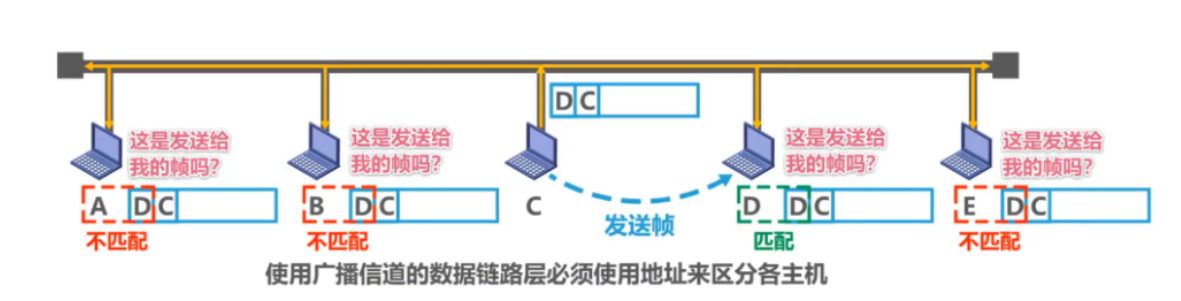 D C
这是发送给
我的帧吗?
这是发送给
我的帧吗?
这是发送给
我的帧吗?
这是发送给
我的帧吗?
A D C
B D C
C
D D C
E D C
发送帧
不匹配
不匹配
匹配
不匹配
使用广播信道的数据链路层必须使用地址来区分各主机